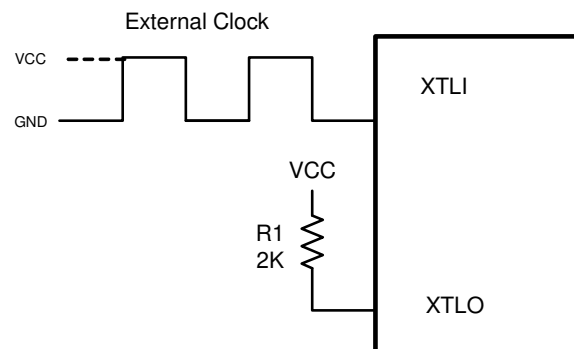 External Clock
VCC
GND
XTLI
VCC
R1
2K
XTLO